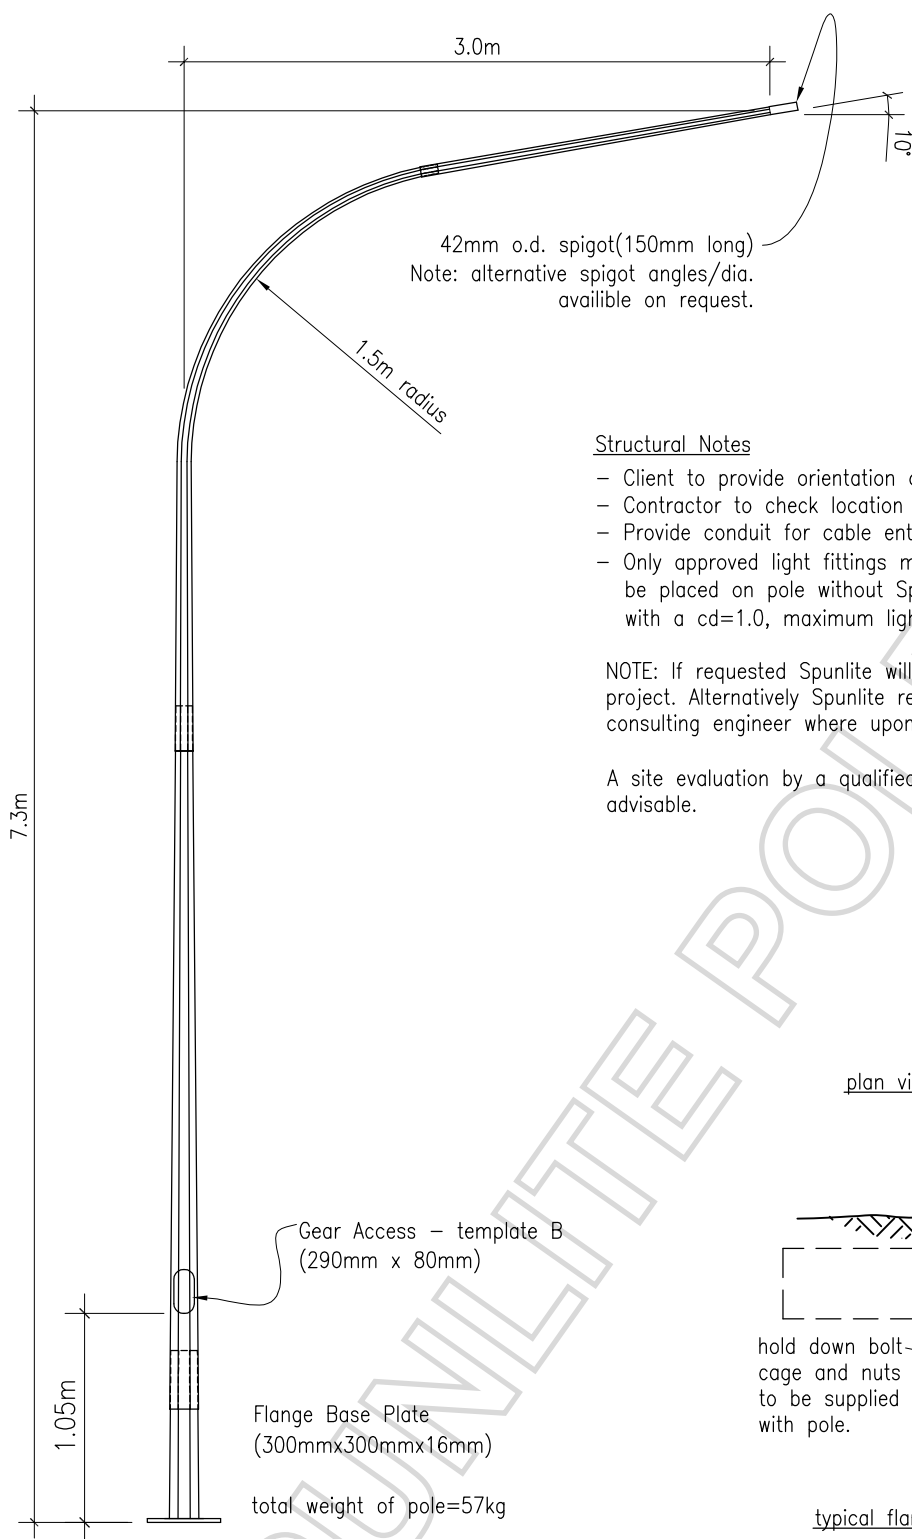 3.0m
10°
42mm o.d. spigot(150mm long)
Note: alternative spigot angles/dia.
availible on request.
1.5m radius
Structural Notes
– Client to provide orientation
– Contractor to check location
– Provide conduit for cable
– Only approved light fittings
be placed on pole without
with a cd=1.0, maximum
NOTE: If requested Spunlite will
project. Alternatively Spunlite
consulting engineer where upon
A site evaluation by a qualified
advisable.
7.3m
plan
Gear Access – template B
(290mm x 80mm)
1.05m
hold down bolt
cage and nuts
to be supplied
with pole.
Flange Base Plate
(300mmx300mmx16mm)
total weight of pole=57kg
typical
SPUNLITE